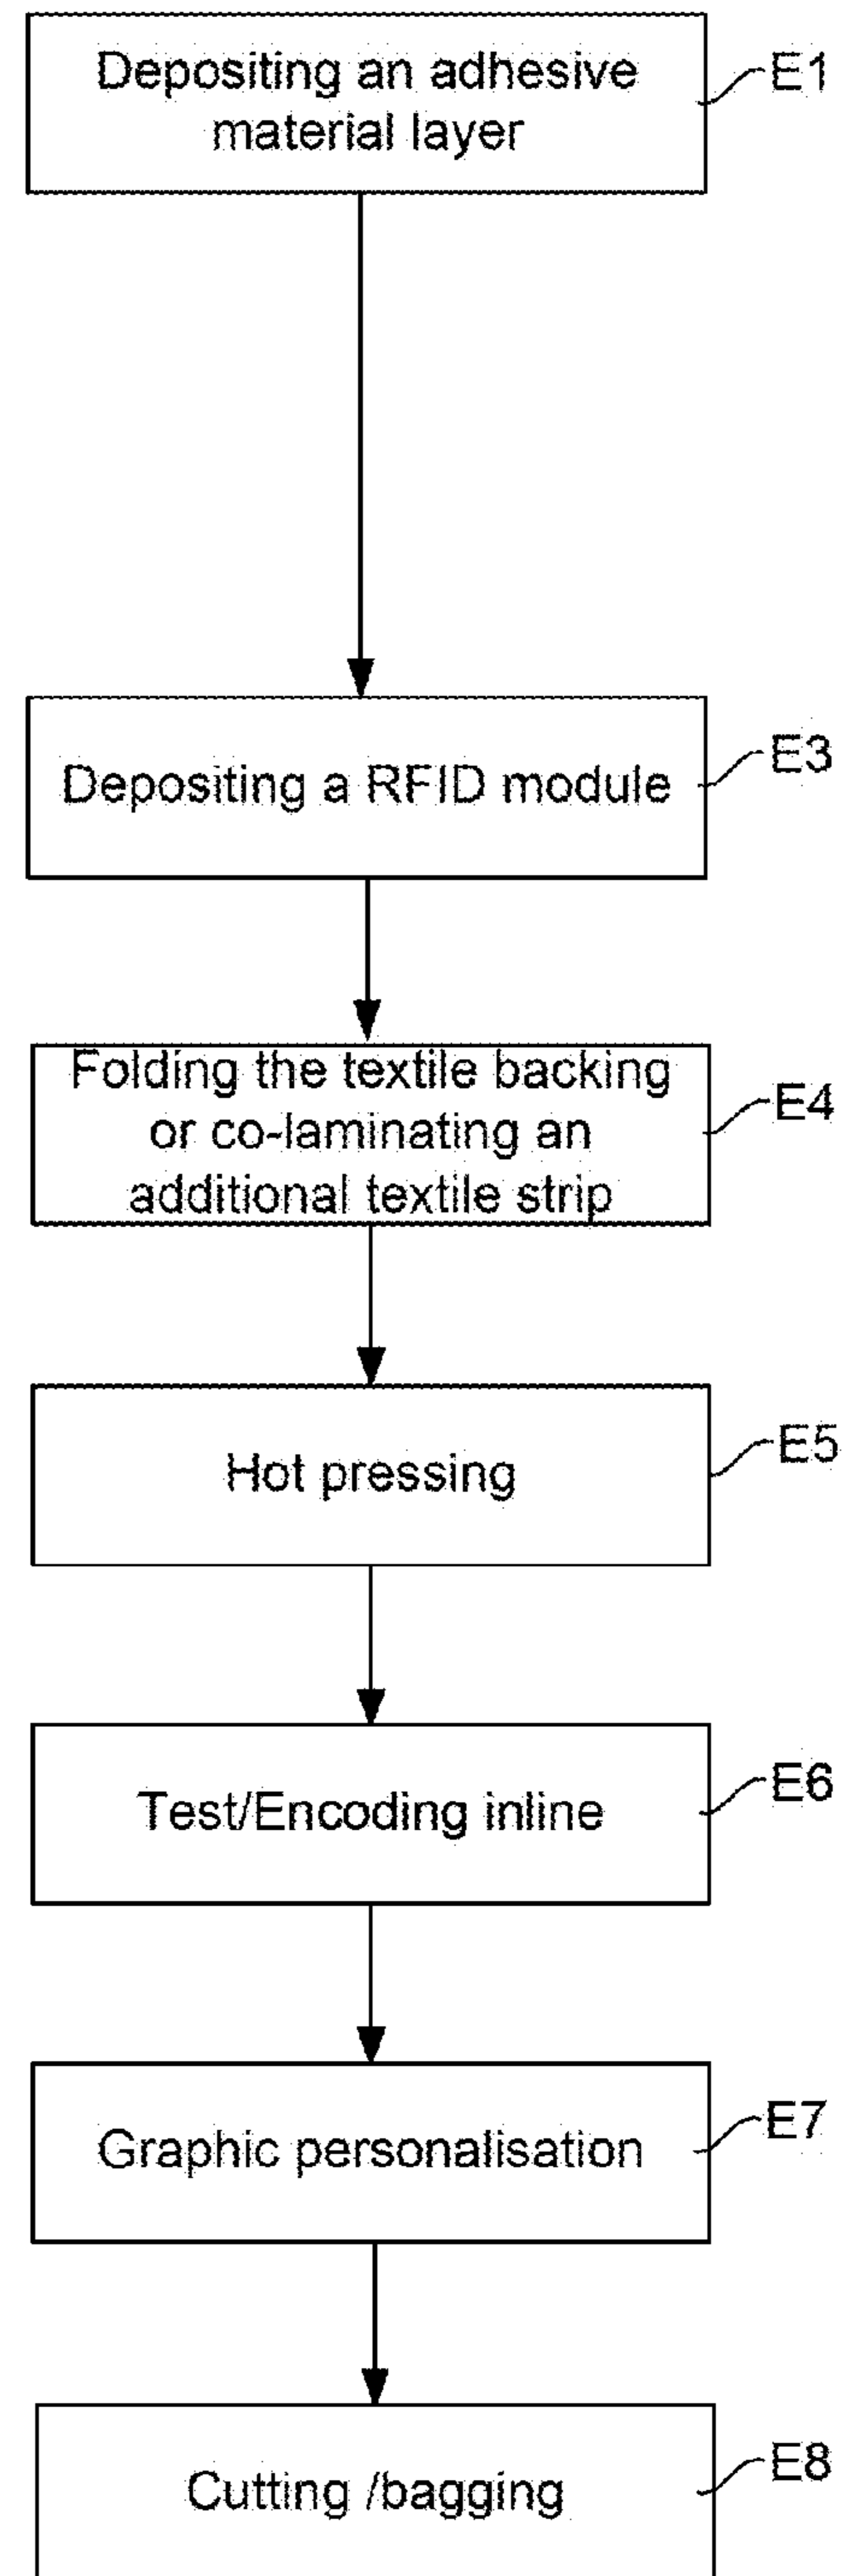 Depositing an adhesive
material layer
E1
Depositing a RFID module
E3
Folding the textile backing
or co-laminating an
additional textile strip
E4
Hot pressing
E5
Test/Encoding inline
E6
Graphic personalisation
E7
Cutting /bagging
E8